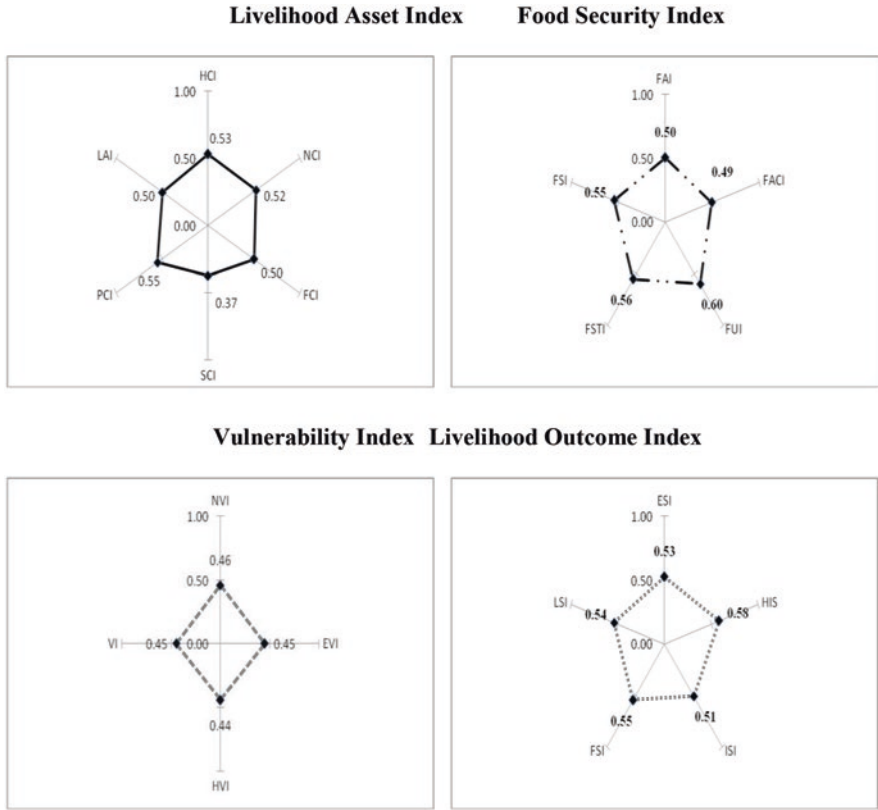 Livelihood Asset Index Food Security Index
HCI
1.00
0.53
LAI
NCI
0.50
0.50
0.52
0.00
0.55
0.50
PCI
0.37
FCI
SCI
FAI
1.00
0.50
0.50
0.49
FSI
0.55
FACI
0.00
0.56
0.60
FSTI
FUI
Vulnerability Index Livelihood Outcome Index
NVI
1.00
0.46
0.50
VI
0.45
0.00
0.45
EVI
0.44
HVI
ESI
1.00
0.53
0.50
LSI
0.54
0.58
HIS
0.00
0.55
0.51
FSI
ISI